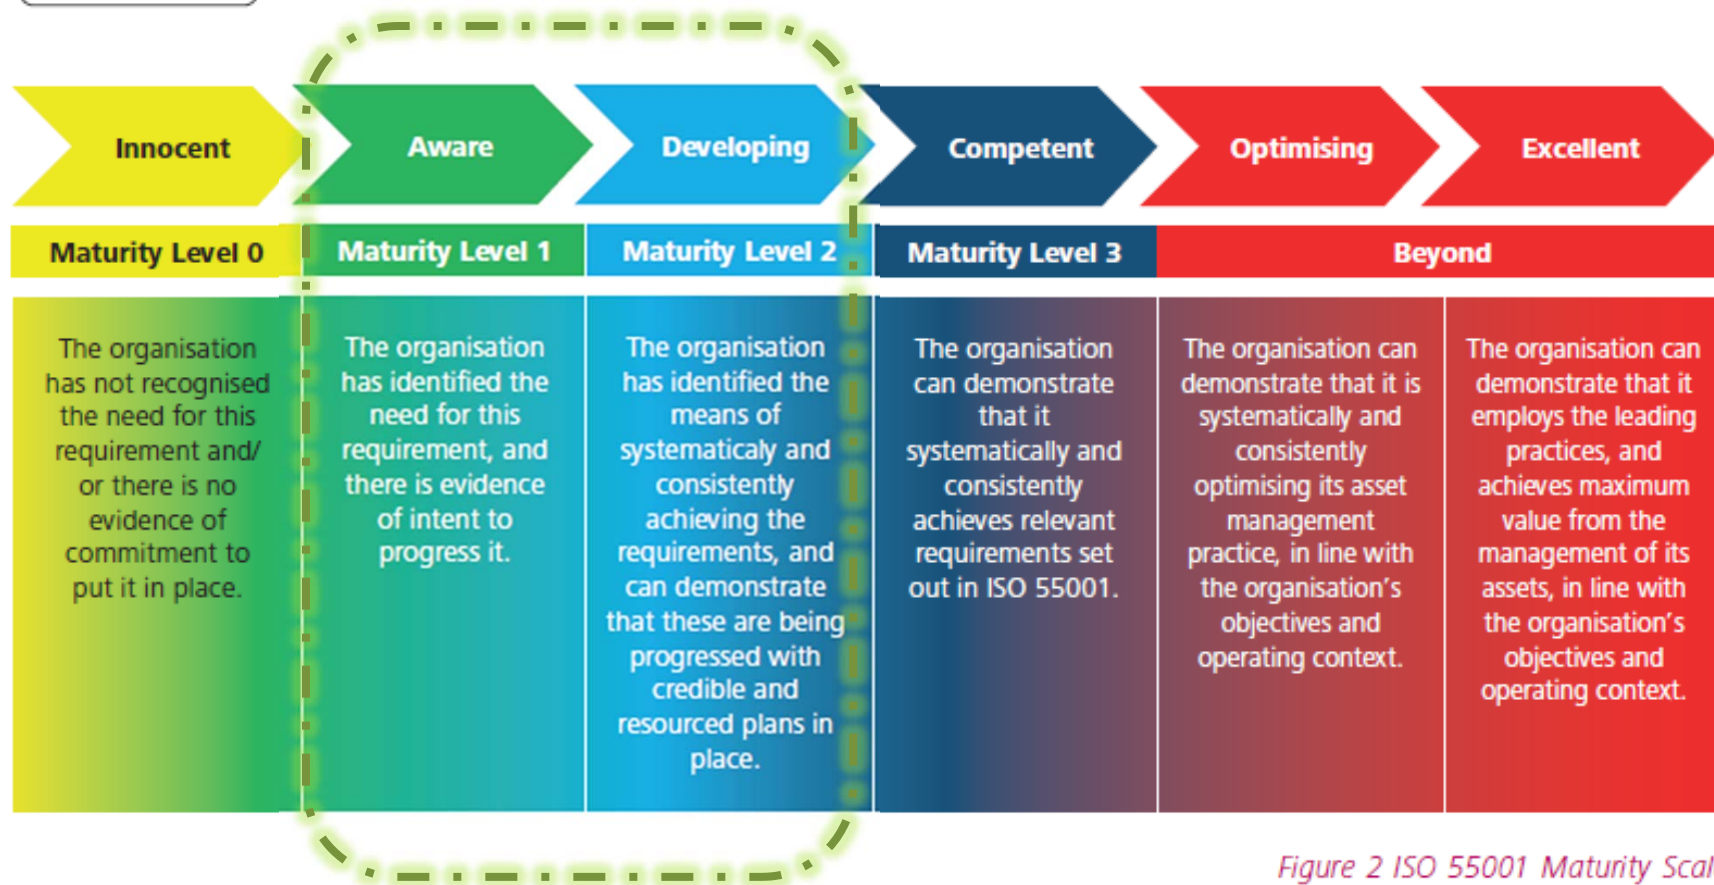 Innocent
Aware
Developing
Competent
Optimising
Excellent
Maturity Level 0
Maturity Level 1
Maturity Level 2
Maturity Level 3
Beyond
The organisation
has not recognised
the need for this
requirement and/
or there is no
evidence of
commitment to
put it in place.
The organisation
has identified the
need for this
requirement, and
there is evidence
of intent to
progress it.
The organisation
has identified the
means of
systematicaly and
consistently
achieving the
requirements, and
can demonstrate
that these are being
progressed with
credible and
resourced plans in
place.
The organisation
can demonstrate
that it
systematically and
consistently
achieves relevant
requirements set
out in ISO 55001.
The organisation can
demonstrate that it is
systematically and
consistently
optimising its asset
management
practice, in line with
the organisation's
objectives and
operating context.
The organisation can
demonstrate that it
employs the leading
practices, and
achieves maximum
value from the
management of its
assets, in line with
the organisation's
objectives and
operating context.
Figure 2 ISO 55001 Maturity Scal